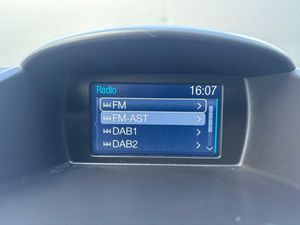 Radio 16:07
FM
FM-AST
DAB1
DAB2